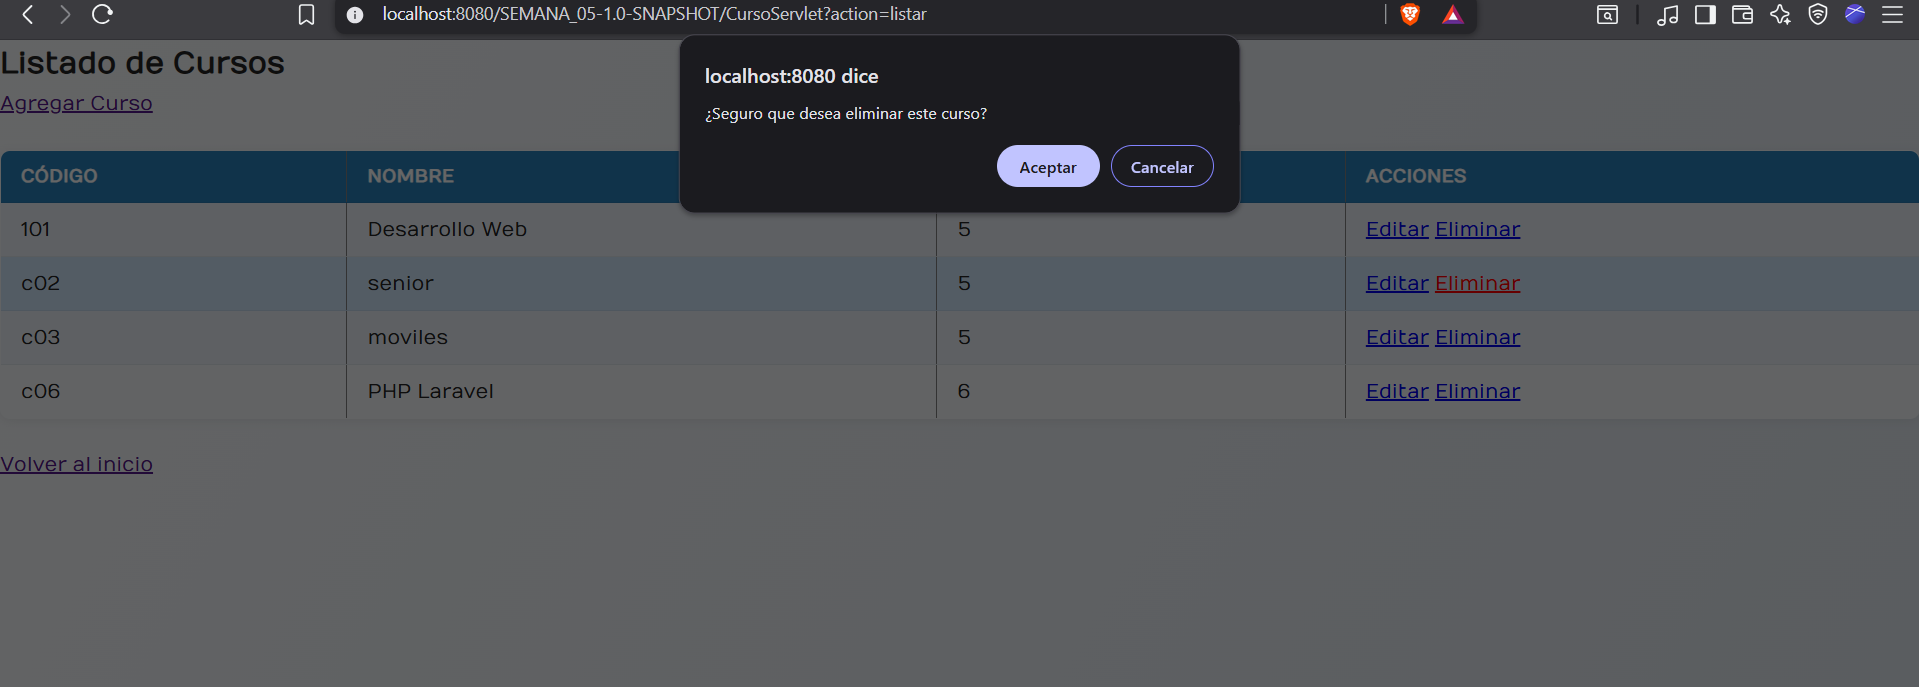 localhost:8080/SEMANA_05-1.0-SNAPSHOT/CursoServlet?action=listar
Listado de Cursos
Agregar Curso
localhost:8080 dice
¿Seguro que desea eliminar este curso?
Aceptar Cancelar
CÓDIGO NOMBRE ACCIONES
101 Desarrollo Web 5 Editar Eliminar
c02 senior 5 Editar Eliminar
c03 moviles 5 Editar Eliminar
c06 PHP Laravel 6 Editar Eliminar
Volver al inicio